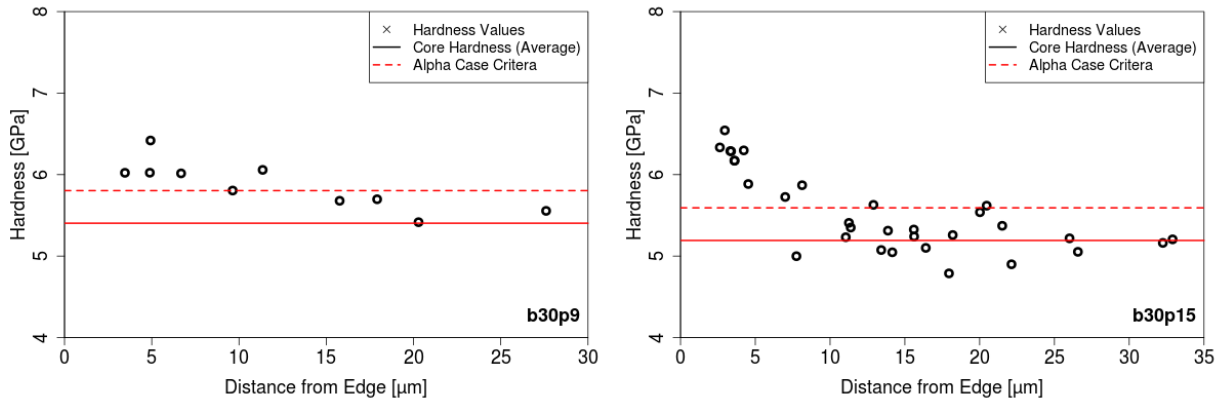 8
7
6
5
4
Hardness [GPa]
× Hardness Values
Core Hardness (Average)
Alpha Case Critera
b30p9
0 5 10 15 20 25 30
Distance from Edge [µm]
8
7
6
5
4
Hardness [GPa]
× Hardness Values
Core Hardness (Average)
Alpha Case Critera
b30p15
0 5 10 15 20 25 30 35
Distance from Edge [µm]